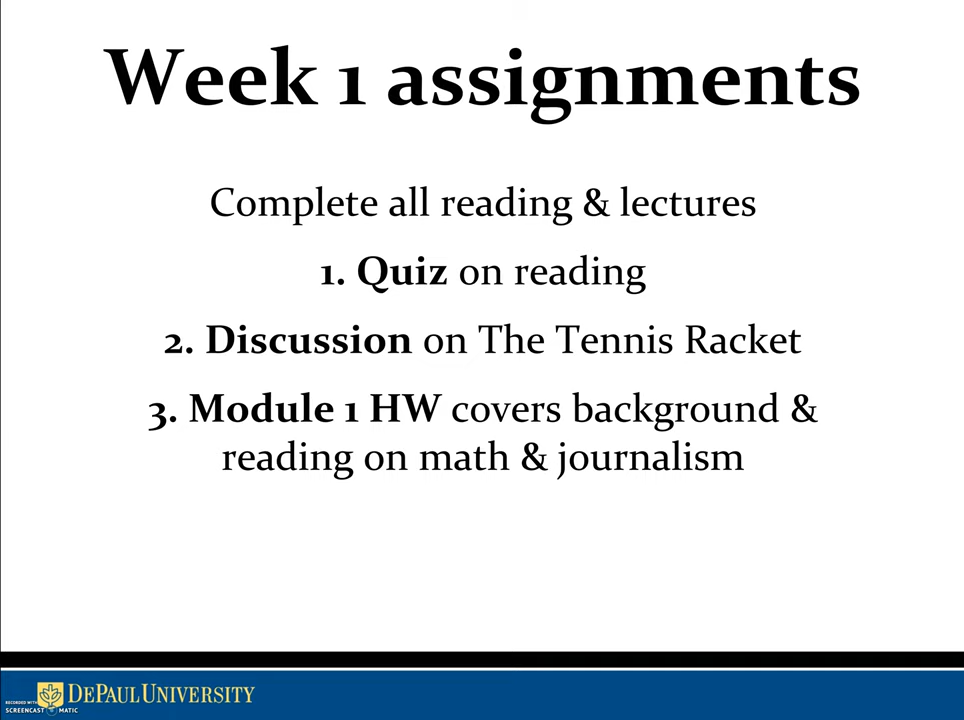 Week 1 assignments
Complete all reading & lectures
1. Quiz on reading
2. Discussion on The Tennis Racket
3. Module 1 HW covers background &
reading on math & journalism
DEPAUL UNIVERSITY
RECORDED WITH
SCREENCAST MATIC